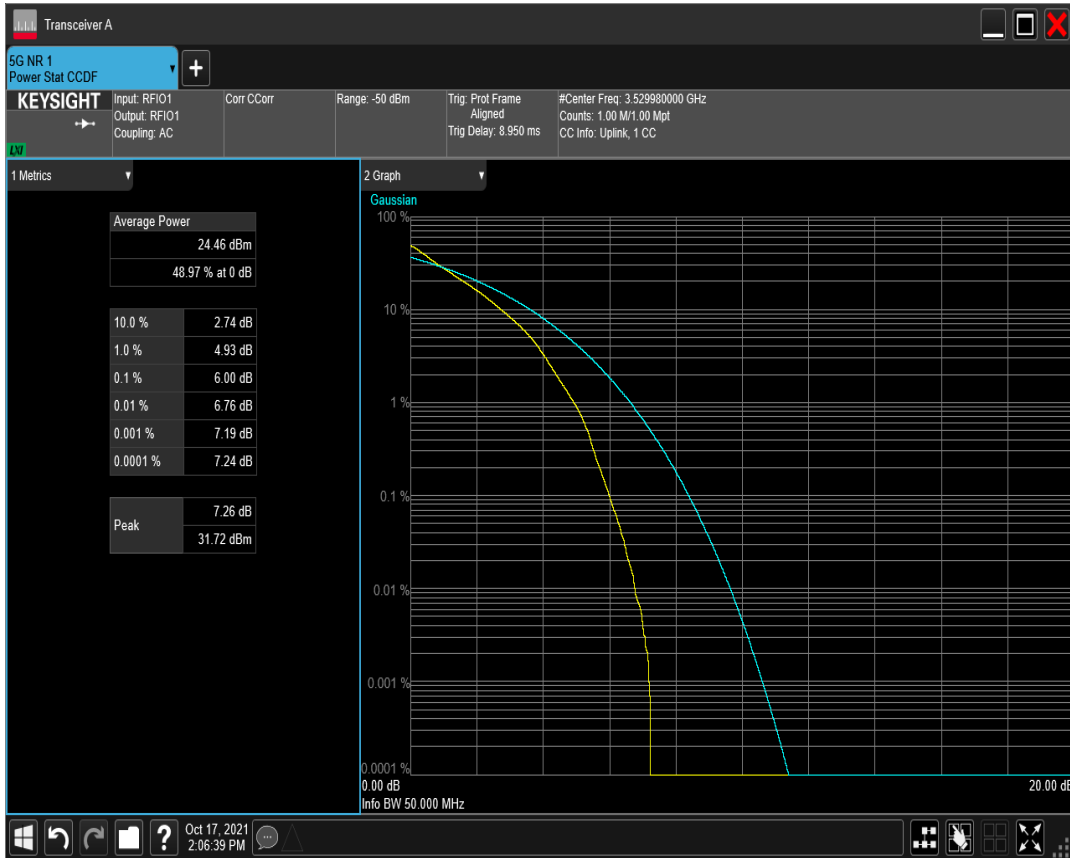 Transceiver A
5G NR 1
Power Stat CCDF
+
KEYSIGHT
LXI
Input: RFIO1
Output: RFIO1
Coupling: AC
Corr CCorr
Range: -50 dBm
Trig: Prot Frame
Aligned
Trig Delay: 8.950 ms
#Center Freq: 3.529980000 GHz
Counts: 1.00 M/1.00 Mpt
CC Info: Uplink, 1 CC
1 Metrics
Average Power
24.46 dBm
48.97 % at 0 dB
10.0 % 2.74 dB
1.0 % 4.93 dB
0.1 % 6.00 dB
0.01 % 6.76 dB
0.001 % 7.19 dB
0.0001 % 7.24 dB
Peak
7.26 dB
31.72 dBm
2 Graph
Gaussian
100 %
10 %
1 %
0.1 %
0.01 %
0.001 %
0.0001 %
0.00 dB 20.00 dB
Info BW 50.000 MHz
?
Oct 17, 2021
2:06:39 PM